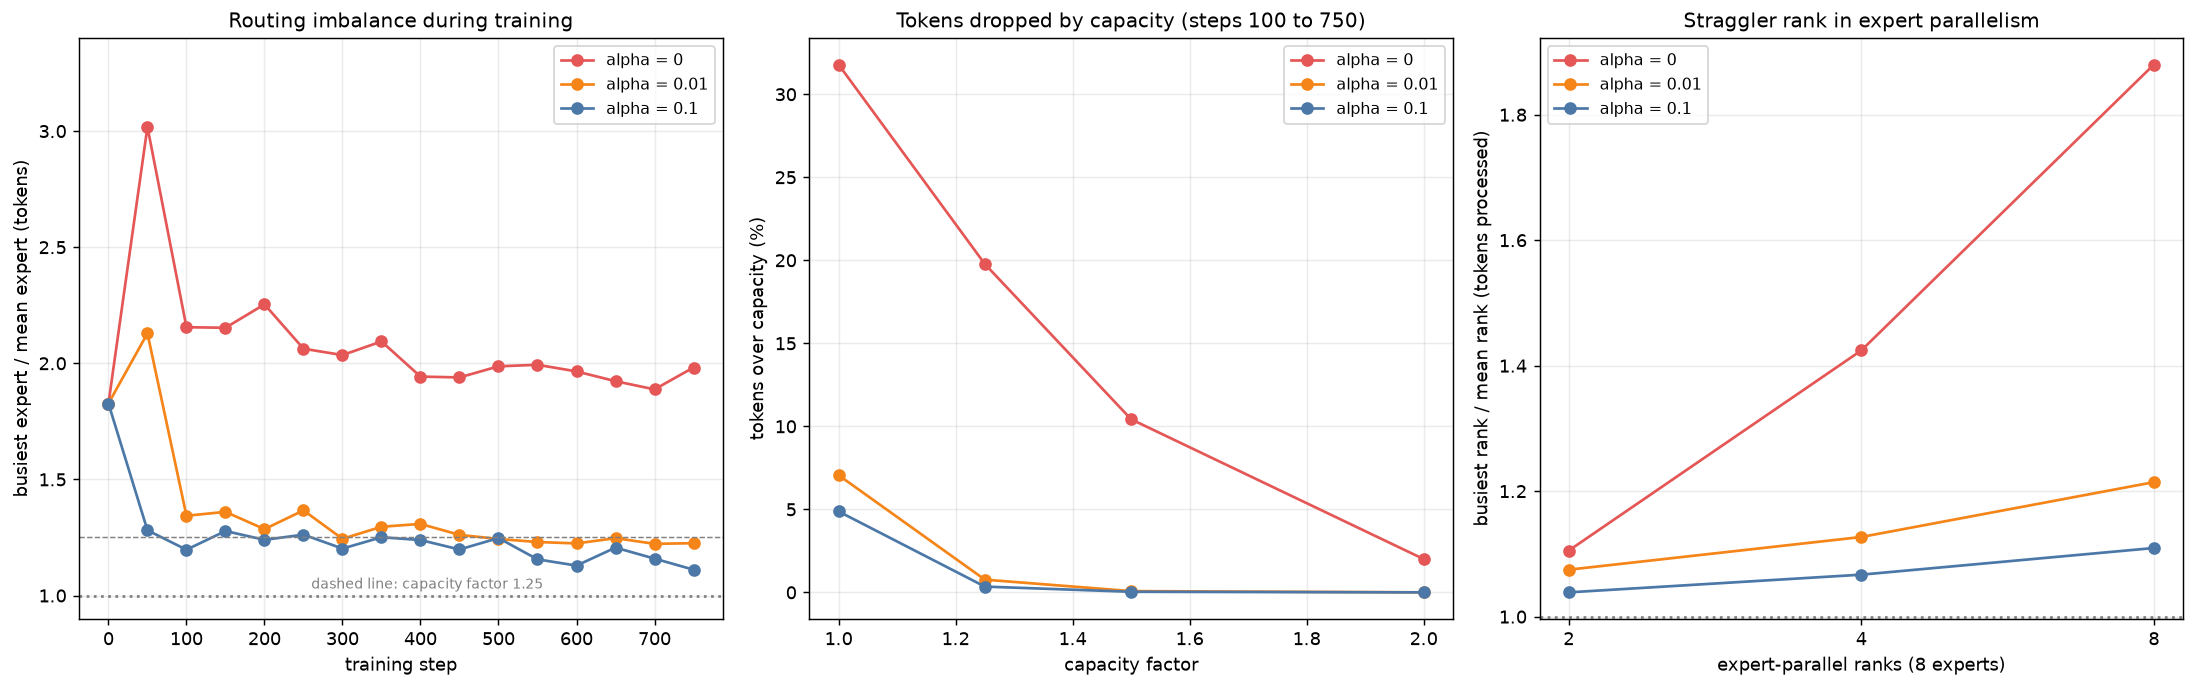 Routing imbalance during training
busiest expert / mean expert (tokens)
3.0
2.5
2.0
1.5
1.0
alpha = 0
alpha = 0.01
alpha = 0.1
dashed line: capacity factor 1.25
0 100 200 300 400 500 600 700
training step
Tokens dropped by capacity (steps 100 to 750)
tokens over capacity (%)
30
25
20
15
10
5
0
alpha = 0
alpha = 0.01
alpha = 0.1
1.0 1.2 1.4 1.6 1.8 2.0
capacity factor
Straggler rank in expert parallelism
busiest rank / mean rank (tokens processed)
1.8
1.6
1.4
1.2
1.0
alpha = 0
alpha = 0.01
alpha = 0.1
2 4 8
expert-parallel ranks (8 experts)